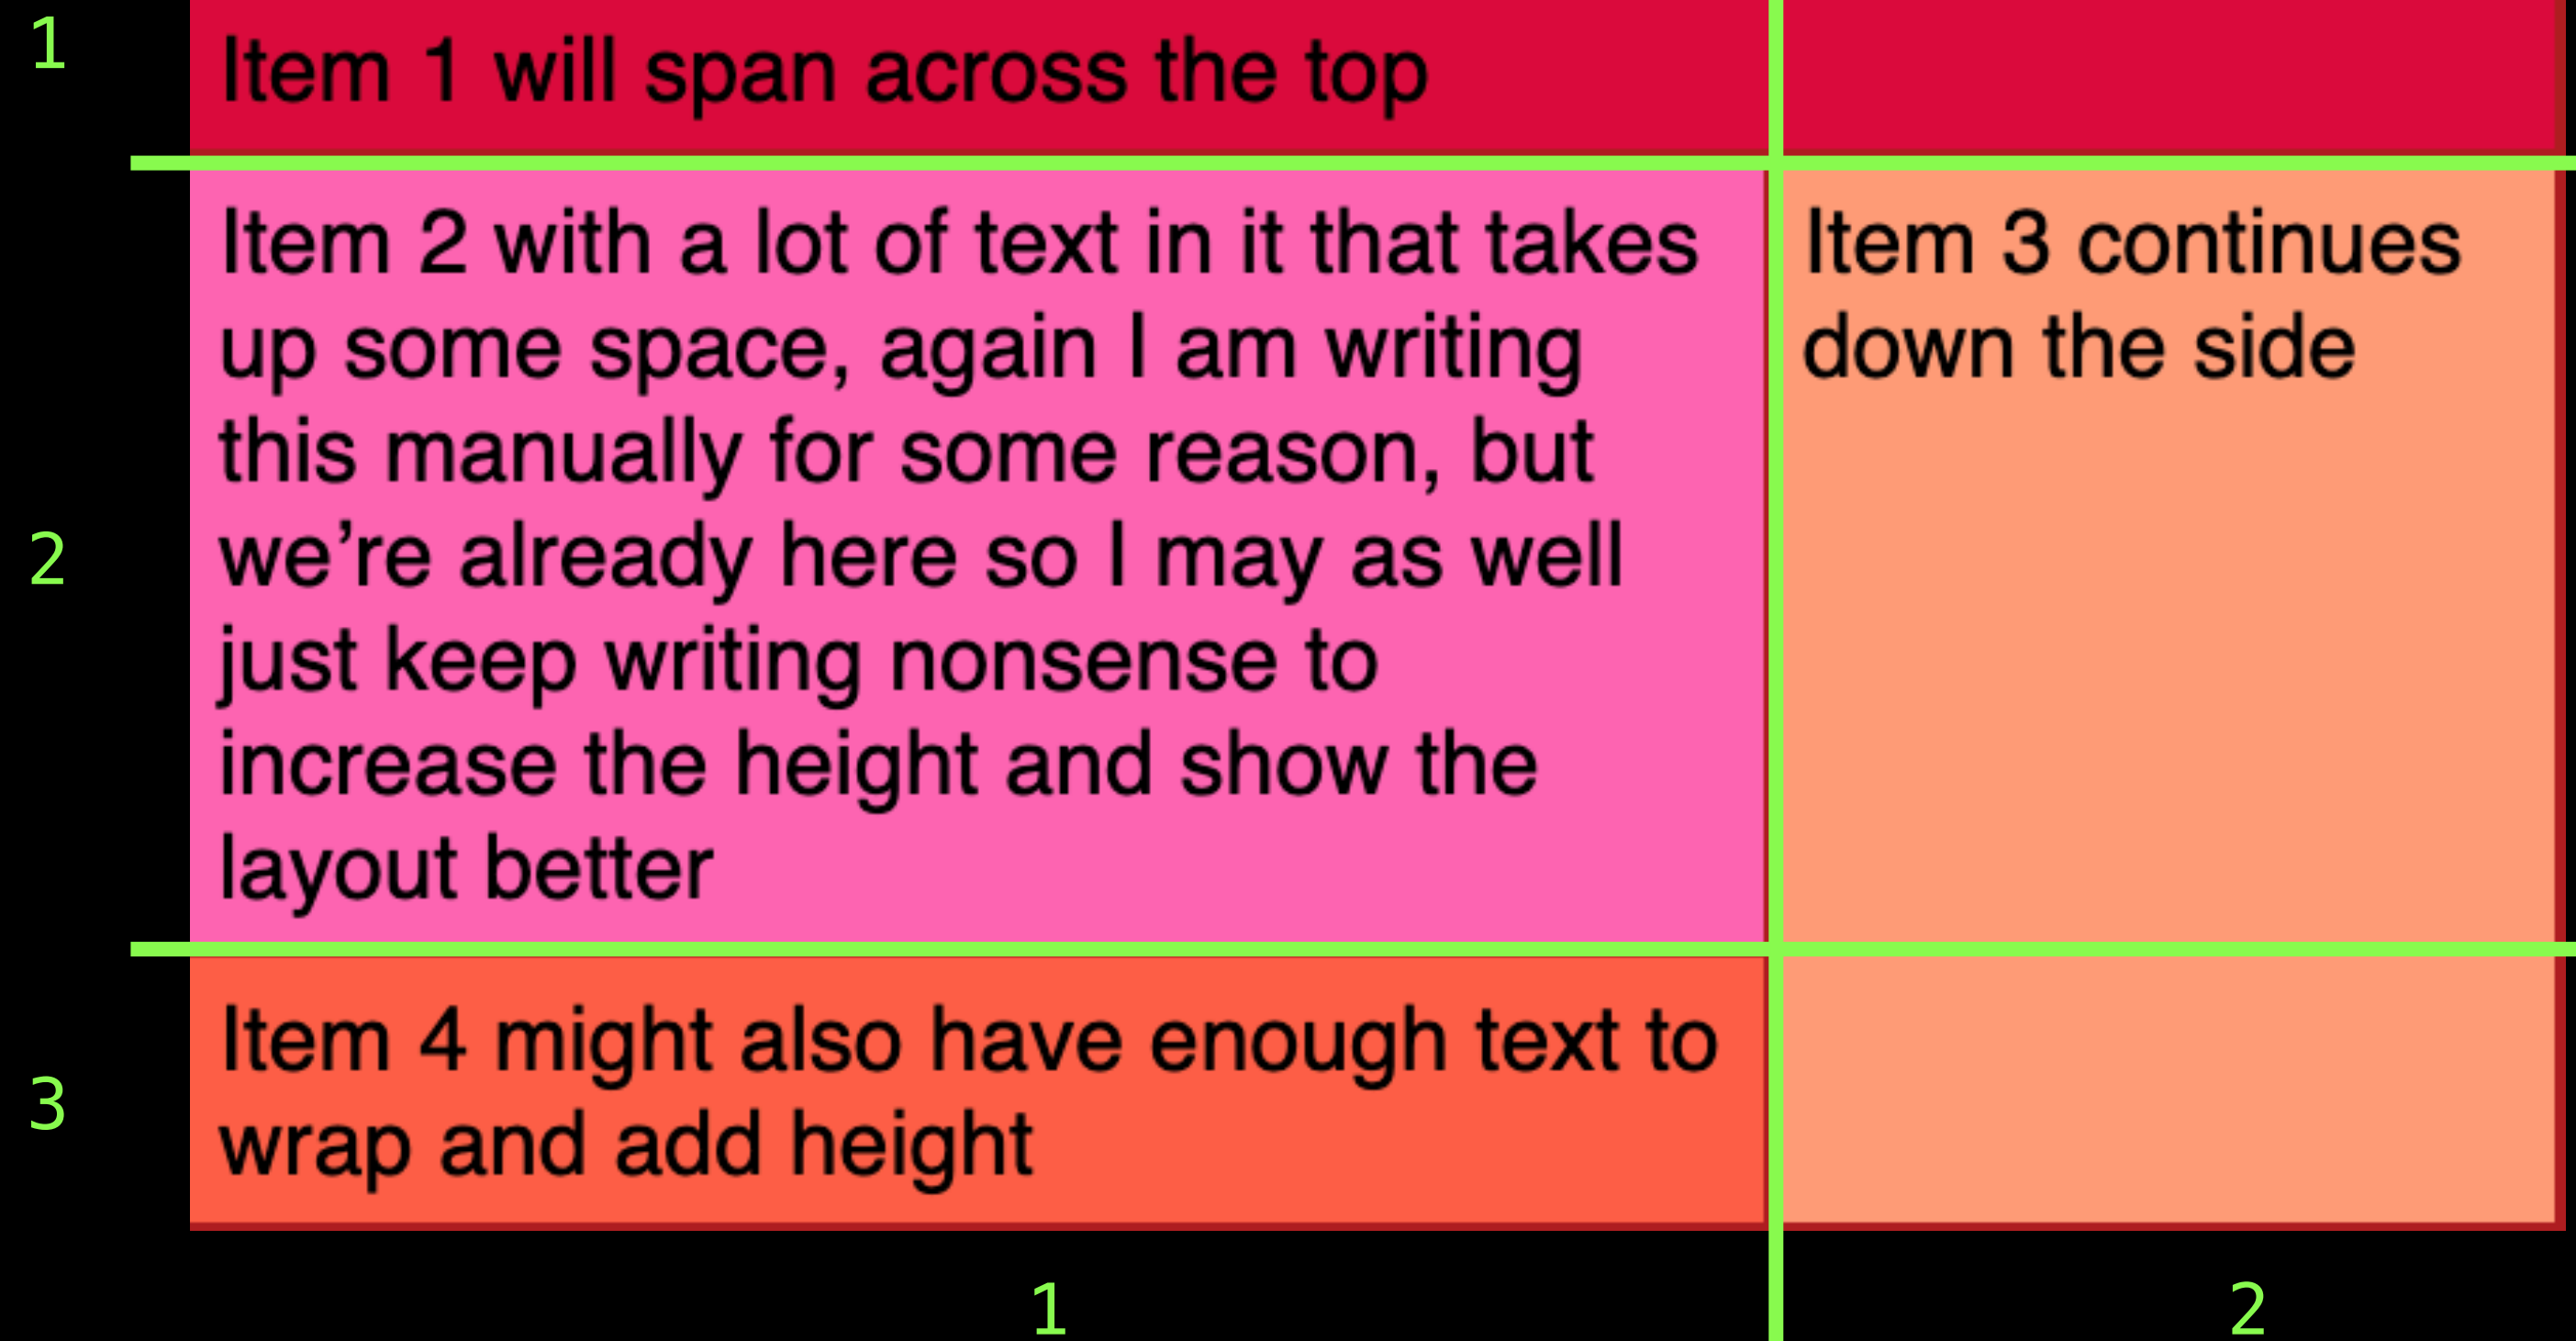 1
Item 1 will span across the top
2
Item 2 with a lot of text in it that takes
up some space, again I am writing
this manually for some reason, but
we’re already here so I may as well
just keep writing nonsense to
increase the height and show the
layout better
Item 3 continues
down the side
3
Item 4 might also have enough text to
wrap and add height
1
2